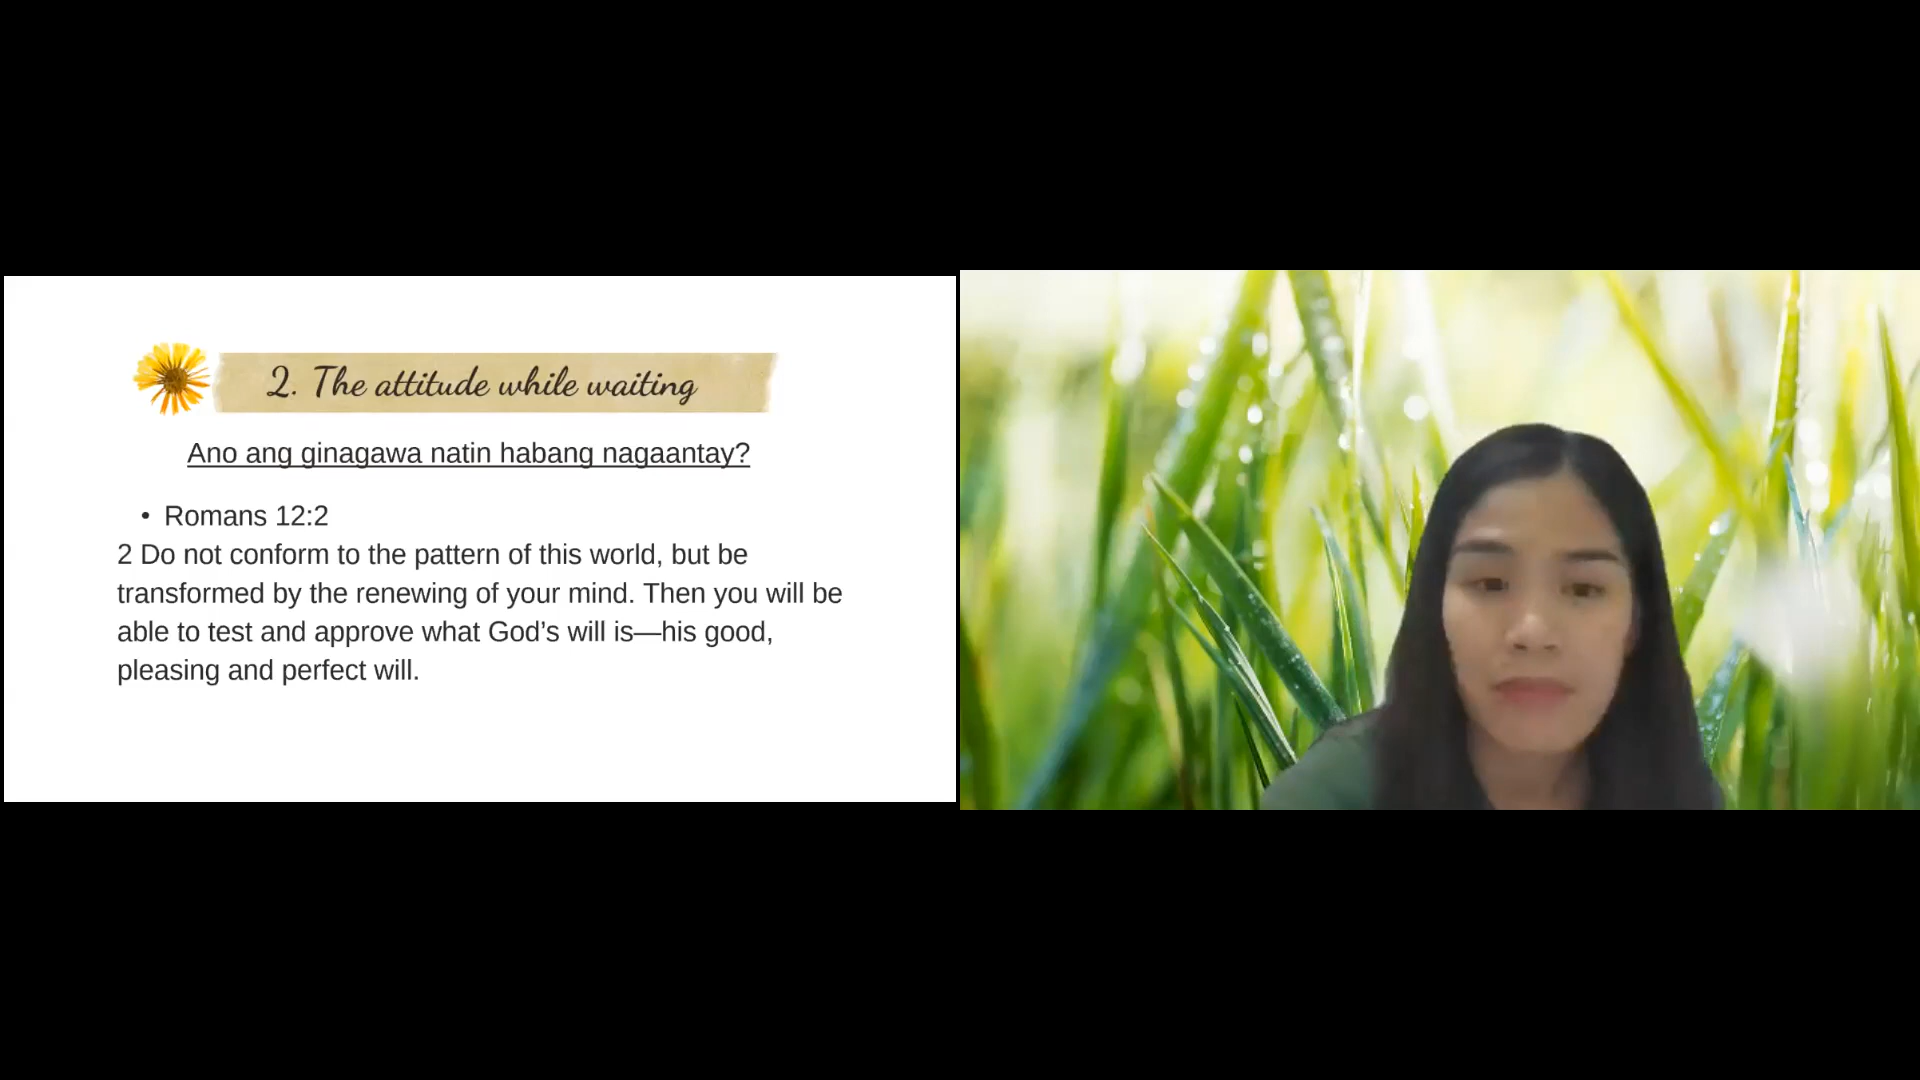 2. The attitude while waiting
Ano ang ginagawa natin habang nagaantay?
• Romans 12:2
2 Do not conform to the pattern of this world, but be
transformed by the renewing of your mind. Then you will be
able to test and approve what God’s will is—his good,
pleasing and perfect will.